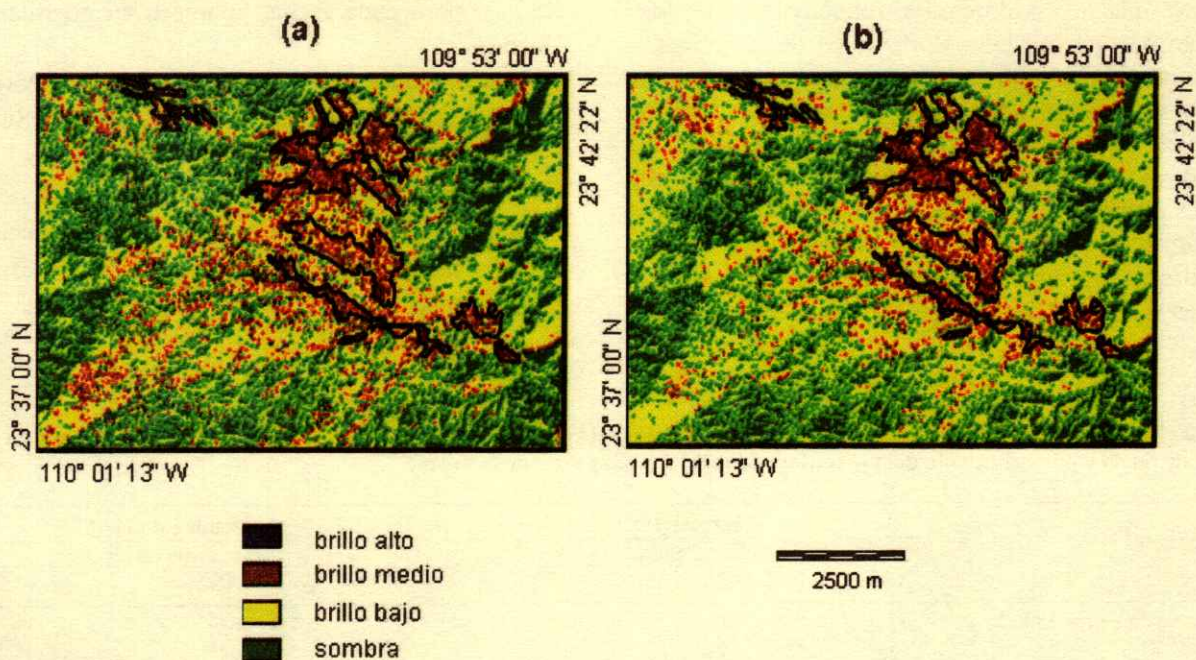 (a)
109° 53' 00" W
23° 42' 22" N
23° 37' 00" N
110° 01' 13" W
(b)
109° 53' 00" W
23° 42' 22" N
23° 37' 00" N
110° 01' 13" W
brillo alto
brillo medio
brillo bajo
sombra
2500 m